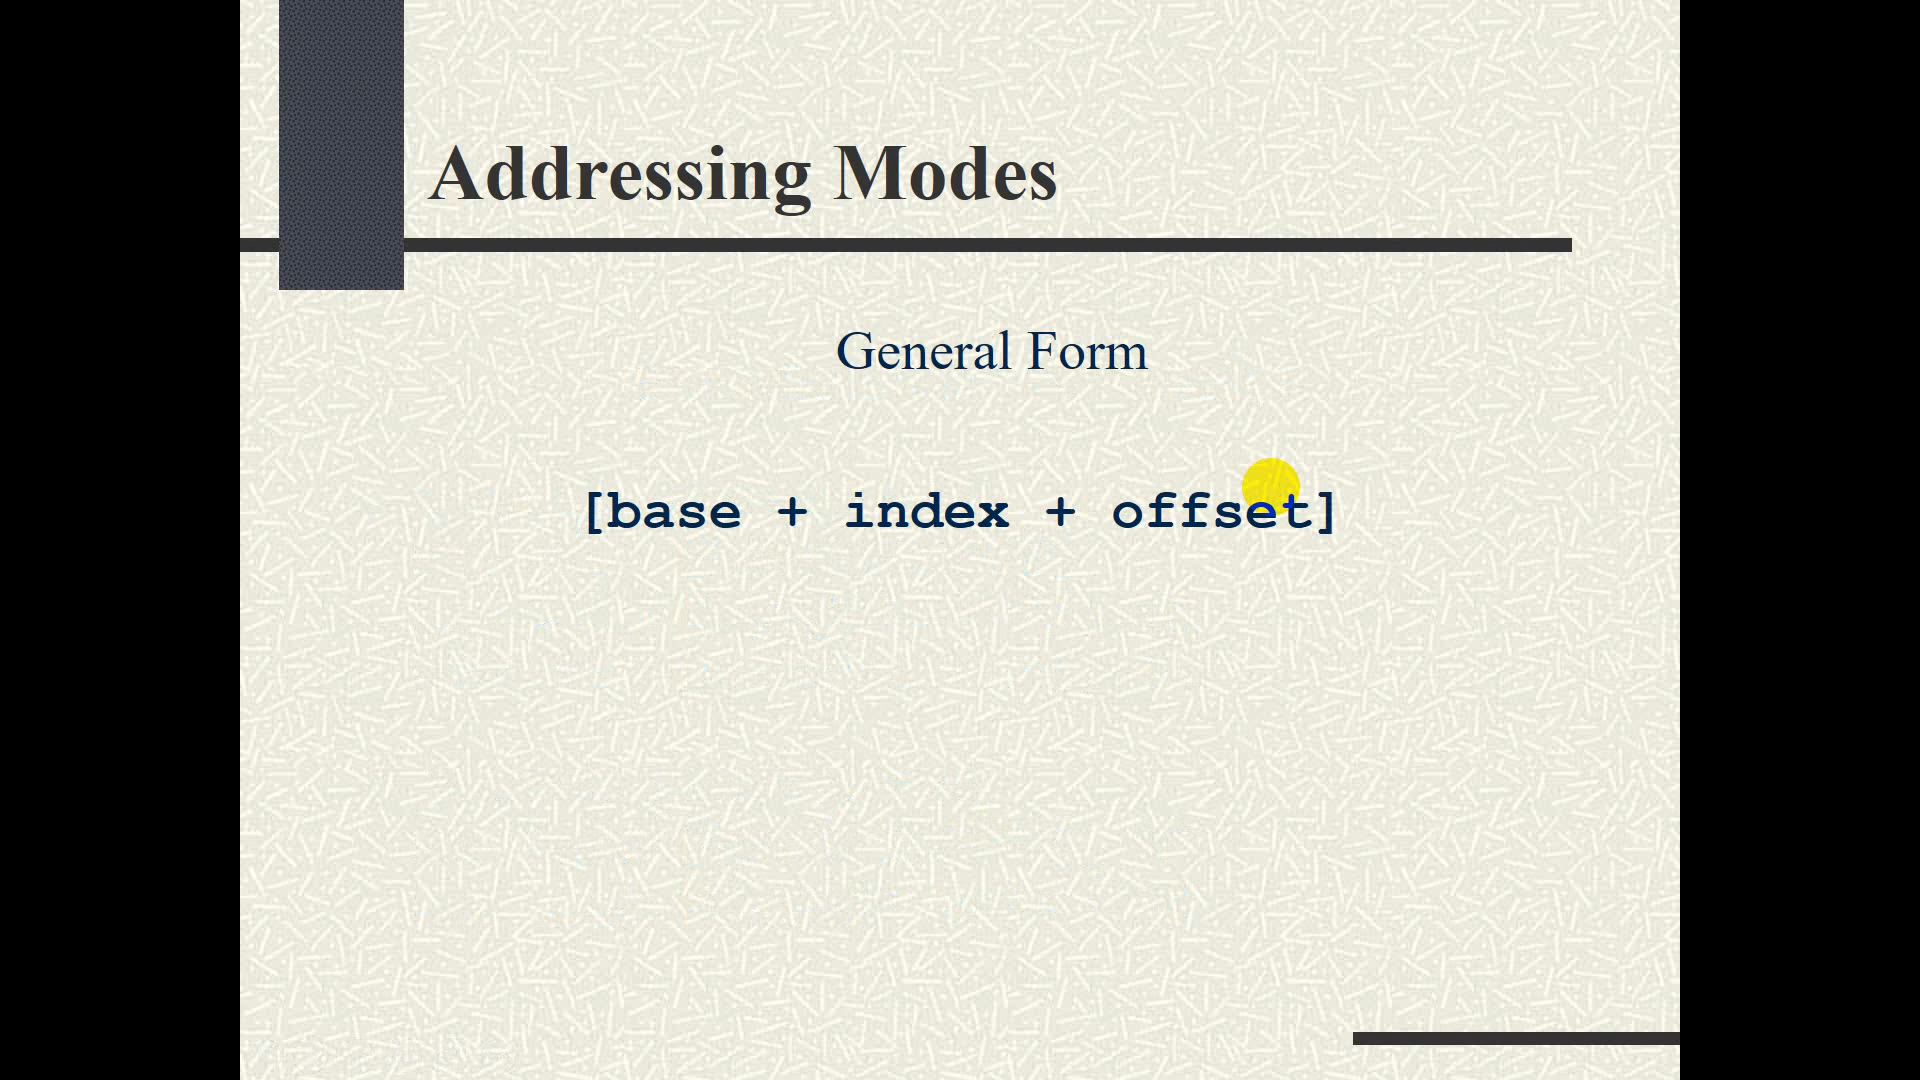 Addressing Modes
General Form
[base + index + offset]